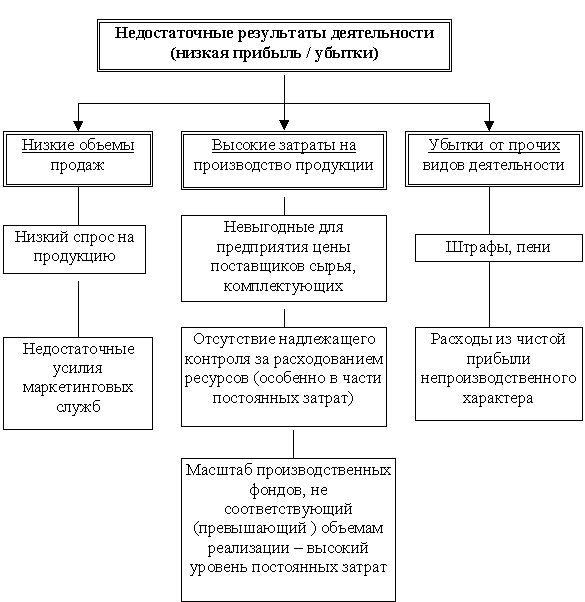 Недостаточные результаты деятельности
(низкая прибыль / убытки)
Низкие объемы
продаж
Высокие затраты на
производство продукции
Убытки от прочих
видов деятельности
Низкий спрос на
продукцию
Невыгодные для
предприятия цены
поставщиков сырья,
комплектующих
Штрафы, пени
Недостаточные
усилия
маркетинговых
служб
Отсутствие надлежащего
контроля за расходованием
ресурсов (особенно в части
постоянных затрат)
Расходы из чистой
прибыли
непроизводственного
характера
Масштаб производственных
фондов, не
соответствующий
(превышающий ) объемам
реализации – высокий
уровень постоянных затрат